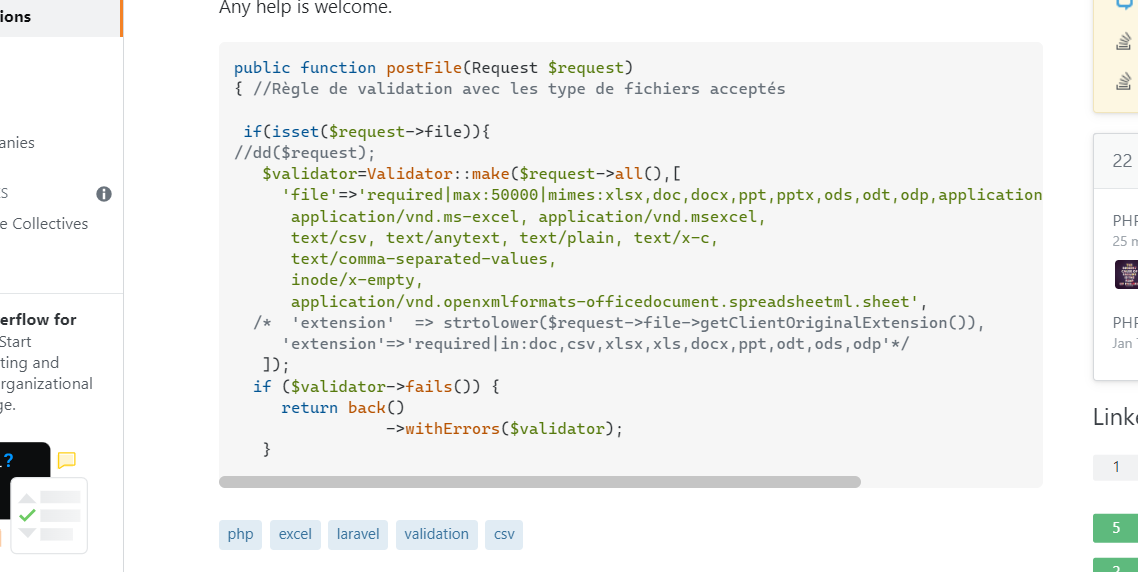 ions
anies
S
e Collectives
erflow for
Start
ting and
rganizational
ge.
?
Any help is welcome.
public function postFile(Request $request)
{ //Règle de validation avec les type de fichiers acceptés
if(isset($request->file)){
//dd($request);
$validator=Validator::make($request->all(),[
'file'=>'required|max:50000|mimes:xlsx,doc,docx,ppt,pptx,ods,odt,odp,application
application/vnd.ms-excel, application/vnd.msexcel,
text/csv, text/anytext, text/plain, text/x-c,
text/comma-separated-values,
inode/x-empty,
application/vnd.openxmlformats-officedocument.spreadsheetml.sheet',
/*  'extension'  => strtolower($request->file->getClientOriginalExtension()),
'extension'=>'required|in:doc,csv,xlsx,xls,docx,ppt,odt,ods,odp'*/
]);
if ($validator->fails()) {
return back()
->withErrors($validator);
}
php excel laravel validation csv
22
PHP
25 m
PHP
Jan
Linke
1
5